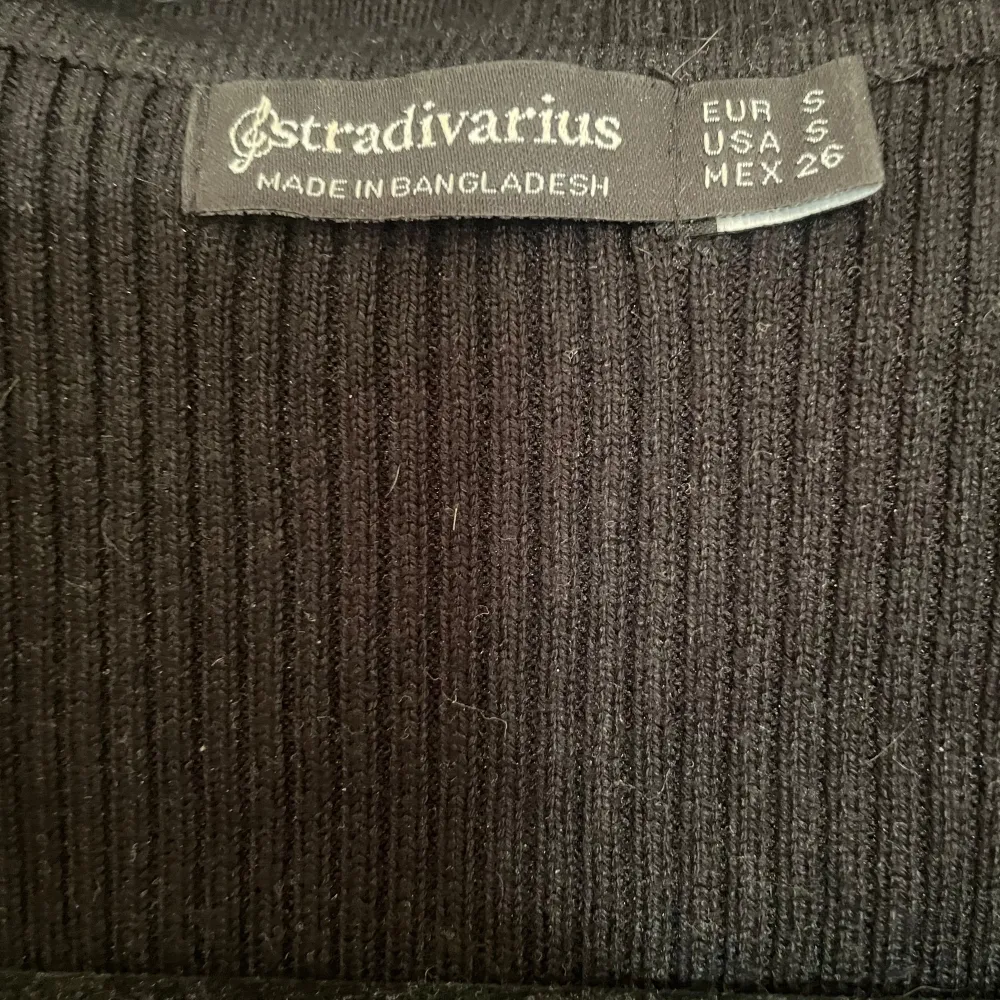 stradivarius
MADE IN BANGLADESH
EUR S
USA S
MEX 26